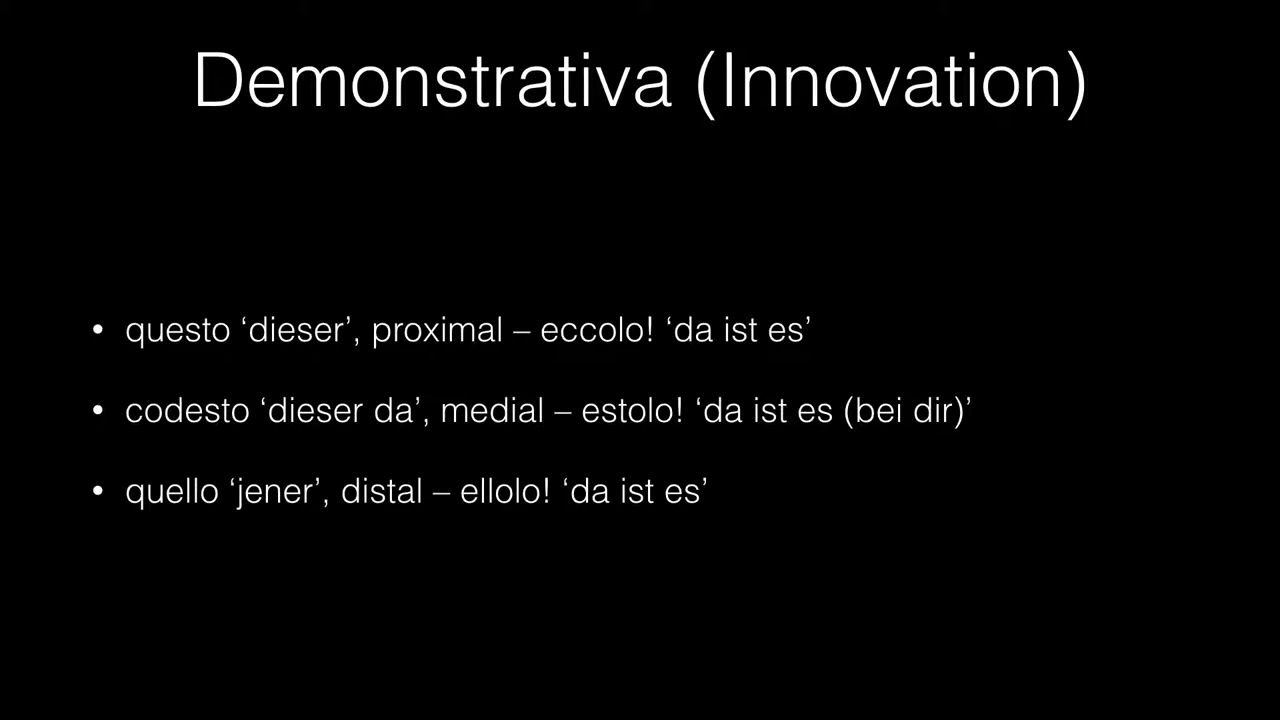 Demonstrativa (Innovation)
• questo ‘dieser’, proximal – eccolo! ‘da ist es’
• codesto ‘dieser da’, medial – estolo! ‘da ist es (bei dir)’
• quello ‘jener’, distal – ellolo! ‘da ist es’